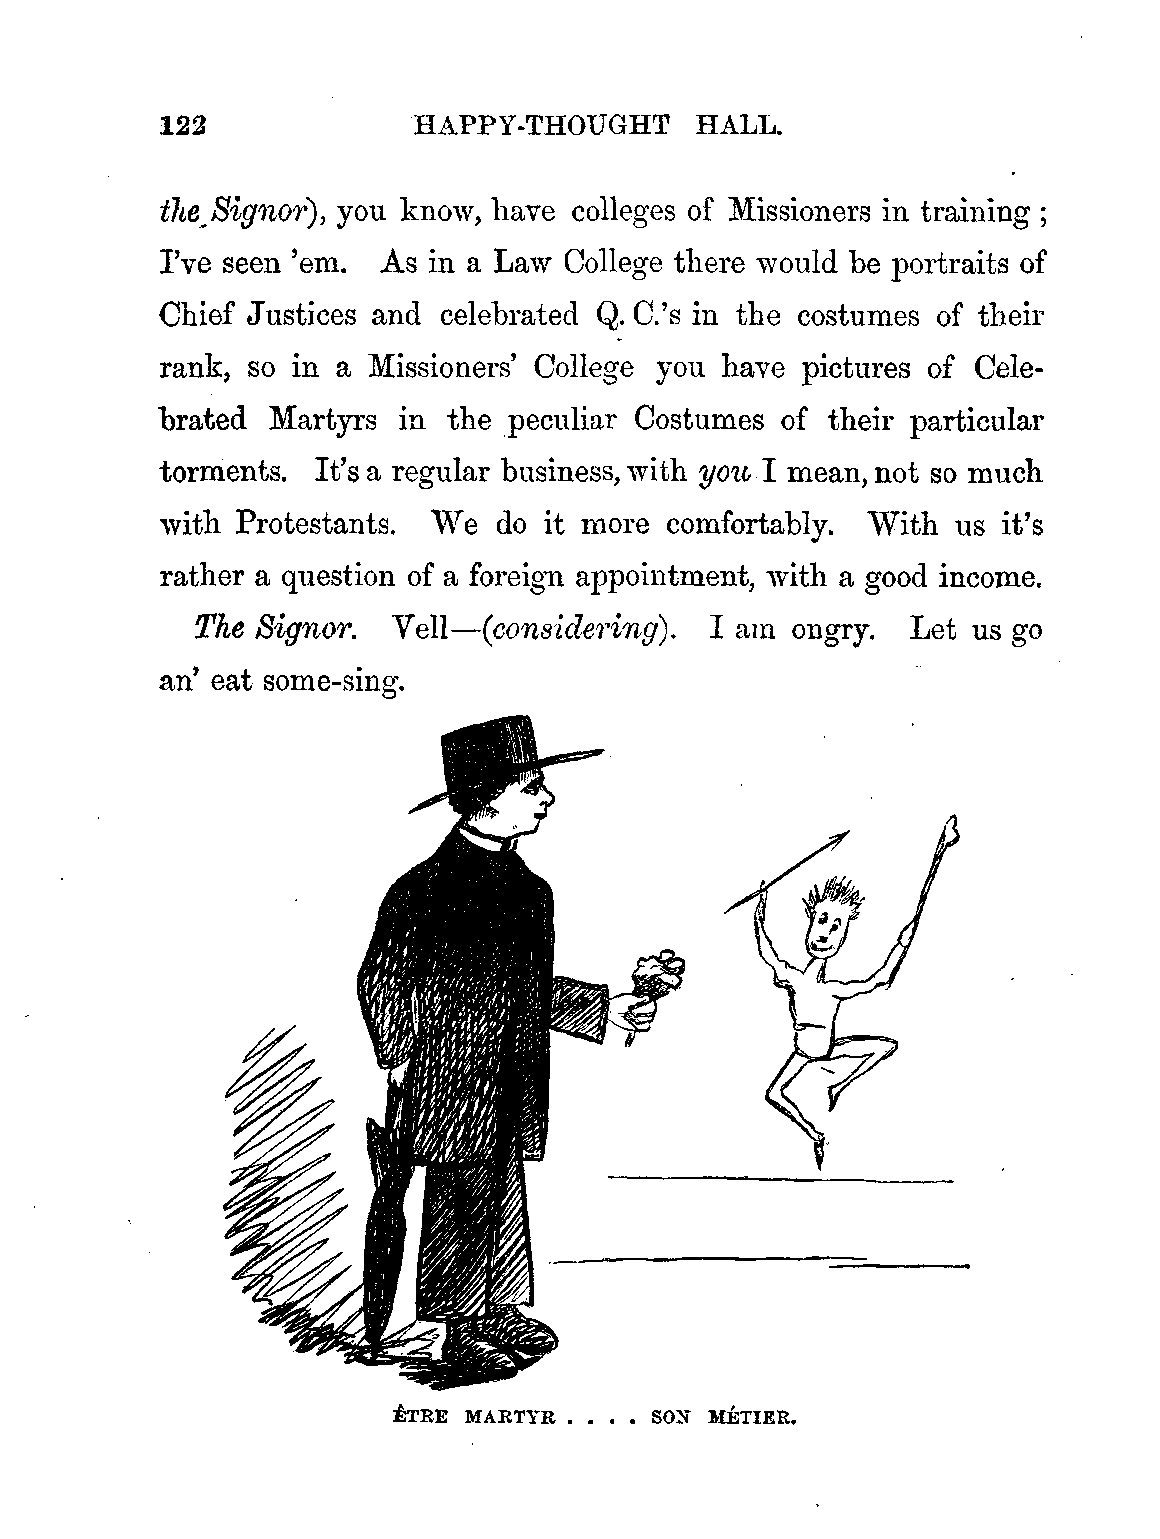 122 HAPPY-THOUGHT HALL.
the Signor), you know, have colleges of Missioners in training;
I've seen 'em. As in a Law College there would be portraits of
Chief Justices and celebrated Q. C.'s in the costumes of their
rank, so in a Missioners' College you have pictures of Cele-
brated Martyrs in the peculiar Costumes of their particular
torments. It's a regular business, with you I mean, not so much
with Protestants. We do it more comfortably. With us it's
rather a question of a foreign appointment, with a good income.
The Signor. Vell—(considering). I am ongry. Let us go
an' eat some-sing.
ÊTRE MARTYR . . . . SON MÉTIER.